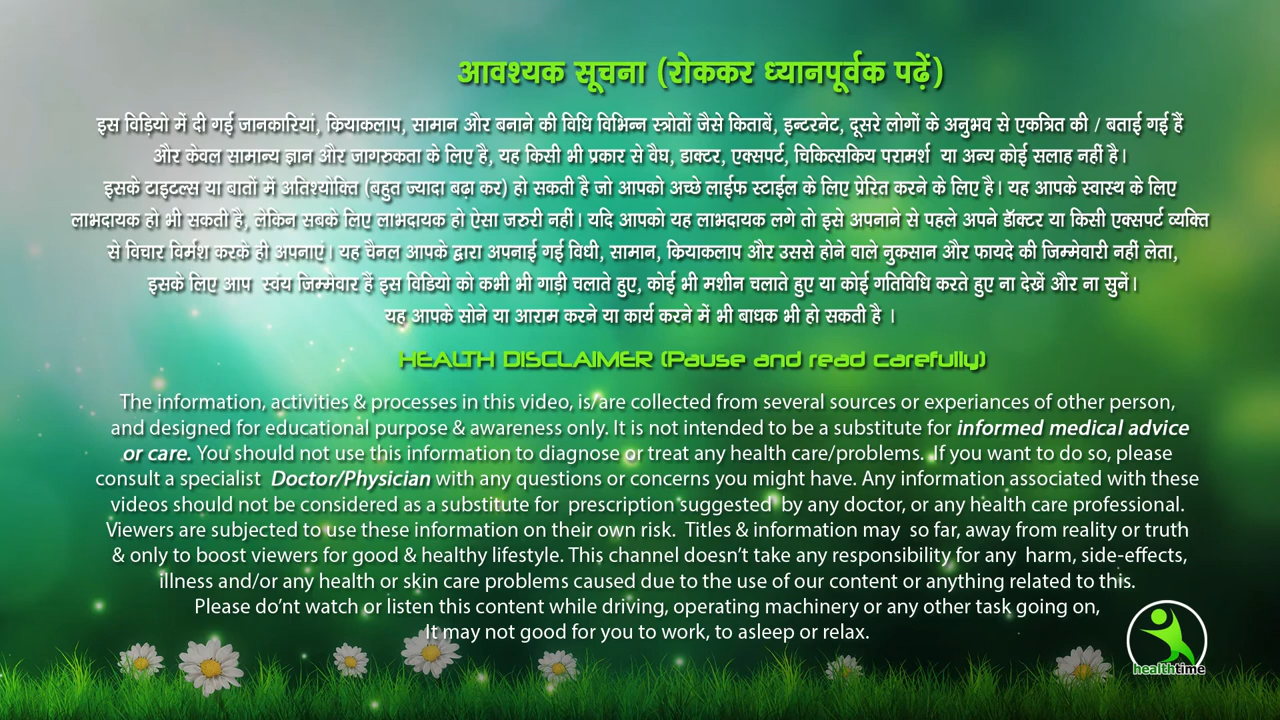 आवश्यक सूचना (रोककर ध्यानपूर्वक पढ़ें)
इस विड़ियो में दी गई जानकारियां, कियाकलाप, सामान और बनाने की विधि विभिन्न स्त्रोतों जैसे किताबें, इन्टरनेट, दूसरे लोगों के अनुभव से एकत्रित की / बताई गई हैं
और केवल सामान्य ज्ञान और जागरुकता के लिए है, यह किसी भी प्रकार से वैघ, डाक्टर, एक्सपर्ट, चिकित्सकिय परामर्श या अन्य कोई सलाह नहीं है।
इसके टाइटल्स या बातों में अतिश्योक्ति (बहुत ज्यादा बढ़ा कर) हो सकती है जो आपको अच्छे लाईफ स्टाईल के लिए प्रेरित करने के लिए है। यह आपके स्वास्थ के लिए
लाभदायक हो भी सकती है, लेकिन सबके लिए लाभदायक हो ऐसा जरुरी नहीं। यदि आपको यह लाभदायक लगे तो इसे अपनाने से पहले अपने डॅाक्टर या किसी एक्सपर्ट व्यक्ति
से विचार विर्मश करके ही अपनाएं। यह चैनल आपके द्वारा अपनाई गई विधी, सामान, कियाकलाप और उससे होने वाले नुकसान और फायदे की जिम्मेवारी नहीं लेता,
इसके लिए आप स्वंय जिम्मेवार हैं इस विडियो को कभी भी गाड़ी चलाते हुए, कोई भी मशीन चलाते हुए या कोई गतिविधि करते हुए ना देखें और ना सुनें।
यह आपके सोने या आराम करने या कार्य करने में भी बाधक भी हो सकती है ।
HEALTH DISCLAIMER (Pause and read carefully)
The information, activities & processes in this video, is/are collected from several sources or experiances of other person,
and designed for educational purpose & awareness only. It is not intended to be a substitute for informed medical advice
or care. You should not use this information to diagnose or treat any health care/problems. If you want to do so, please
consult a specialist Doctor/Physician with any questions or concerns you might have. Any information associated with these
videos should not be considered as a substitute for prescription suggested by any doctor, or any health care professional.
Viewers are subjected to use these information on their own risk. Titles & information may so far, away from reality or truth
& only to boost viewers for good & healthy lifestyle. This channel doesn't take any responsibility for any harm, side-effects,
illness and/or any health or skin care problems caused due to the use of our content or anything related to this.
Please do'nt watch or listen this content while driving, operating machinery or any other task going on,
It may not good for you to work, to asleep or relax.
healthtime